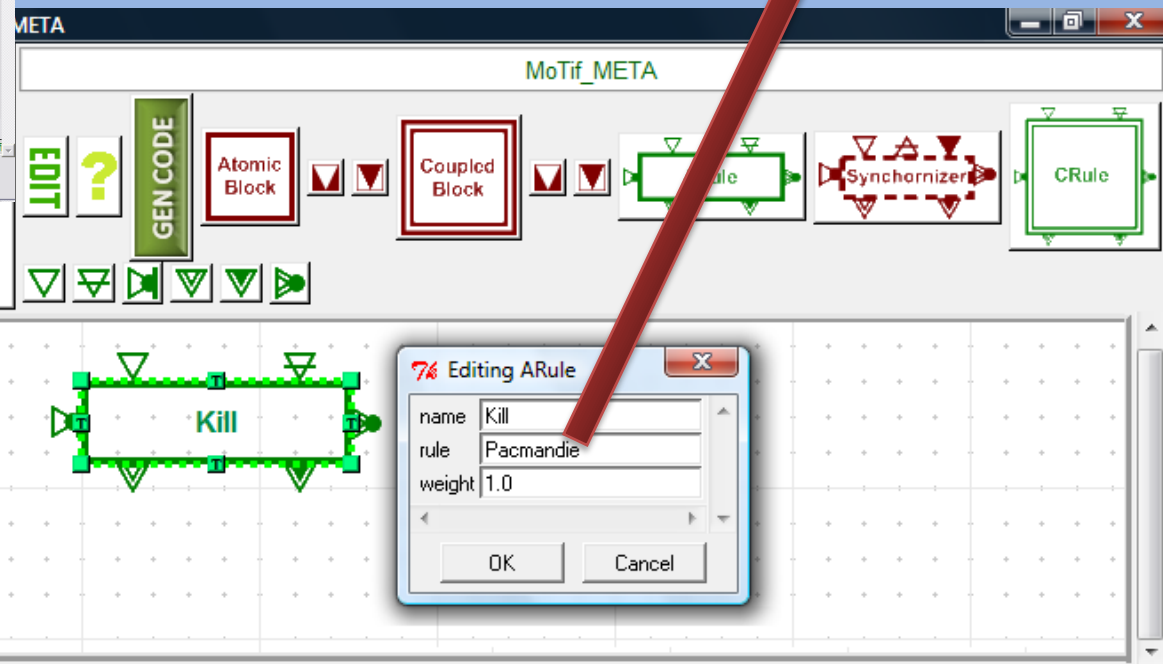 META
MoTif_META
EDIT
?
GEN CODE
Atomic
Block
Coupled
Block
Synchornizer
CRule
Kill
T
T
T
T
Editing ARule
name Kill
rule Pacmandie
weight 1.0
OK Cancel